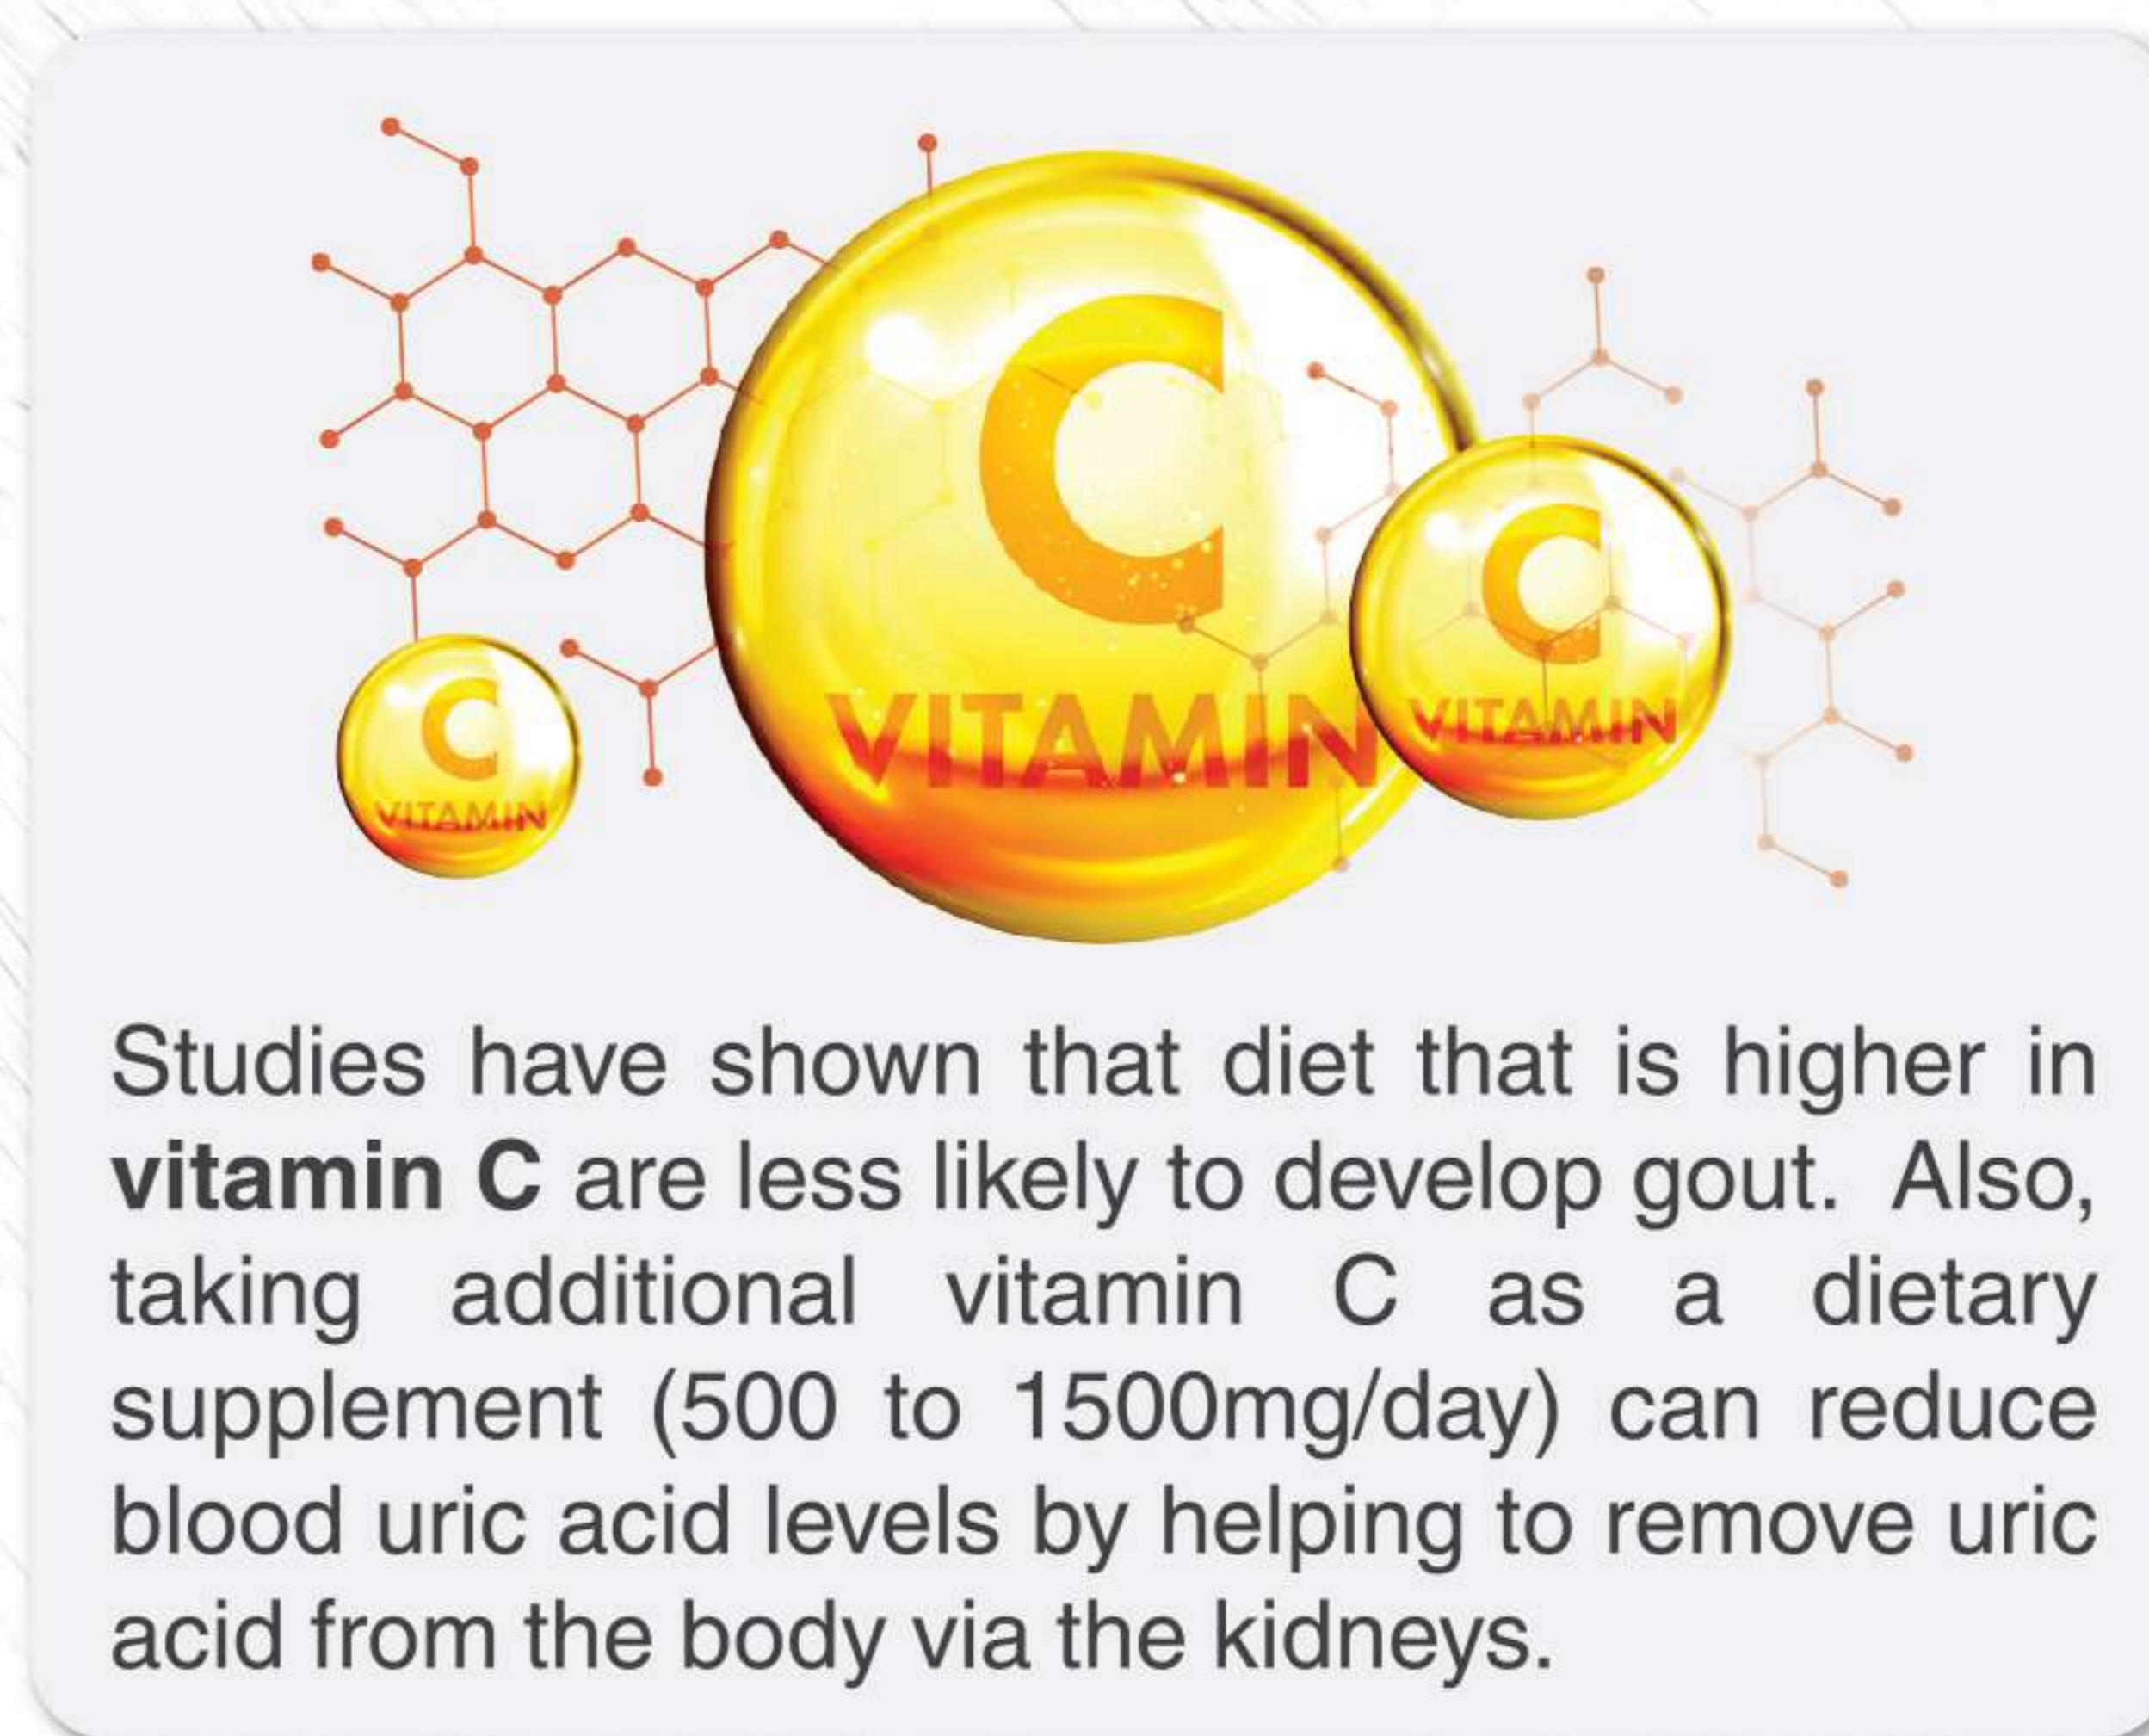 C
VITAMIN
C
VITAMIN
C
VITAMIN
Studies have shown that diet that is higher in
vitamin C are less likely to develop gout. Also,
taking additional vitamin C as a dietary
supplement (500 to 1500mg/day) can reduce
blood uric acid levels by helping to remove uric
acid from the body via the kidneys.